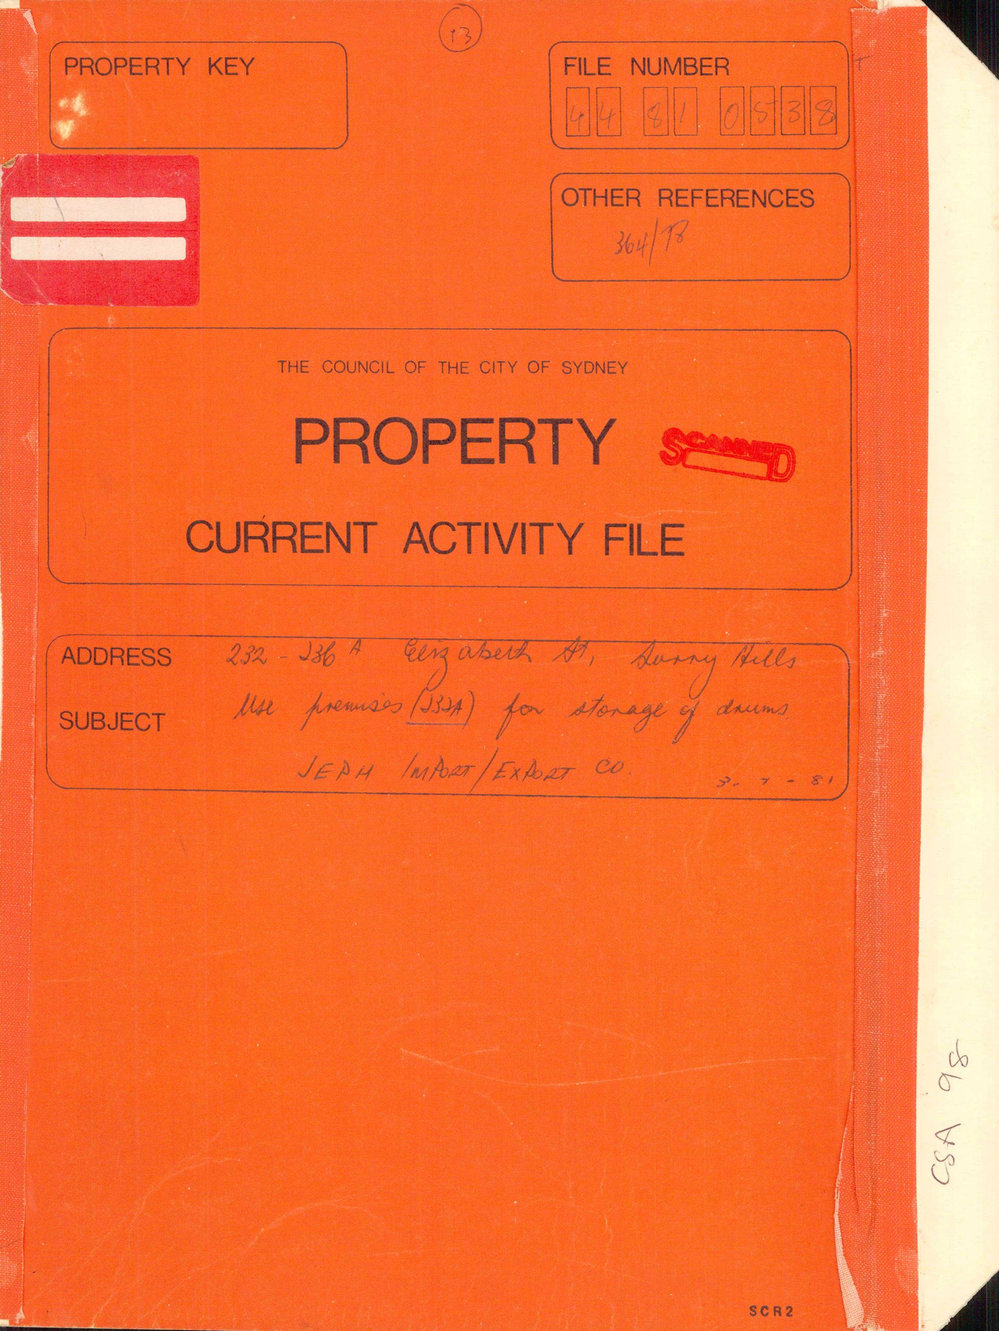 13
PROPERTY KEY
FILE NUMBER
44 81 0538
OTHER REFERENCES
364/78
THE COUNCIL OF THE CITY OF SYDNEY
PROPERTY
SCANNED
CURRENT ACTIVITY FILE
ADDRESS 232 - 236A Elizabeth St, Surry Hills
SUBJECT Use premises (232A) for storage of drums
JEPH IMPORT/EXPORT CO. 3. 7 - 81
CSA '98
SCR2